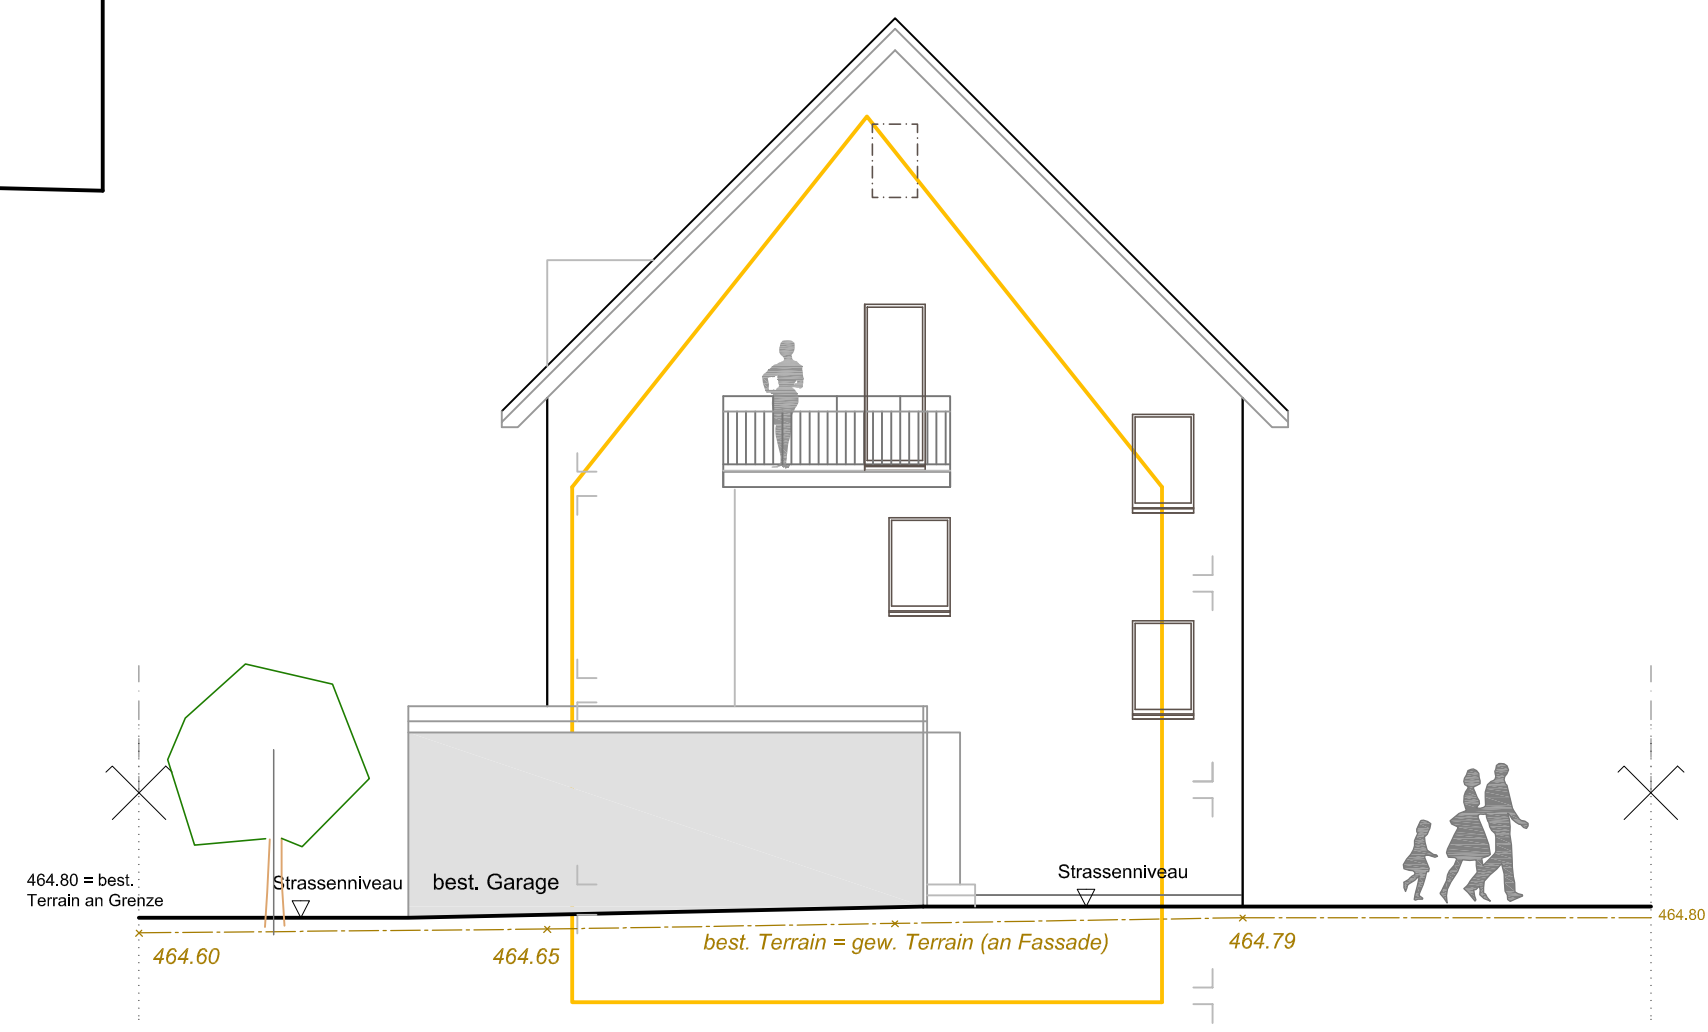 464.80 = best.
Terrain an Grenze
Strassenniveau
best. Garage
Strassenniveau
464.80
464.60
464.65
best. Terrain = gew. Terrain (an Fassade)
464.79